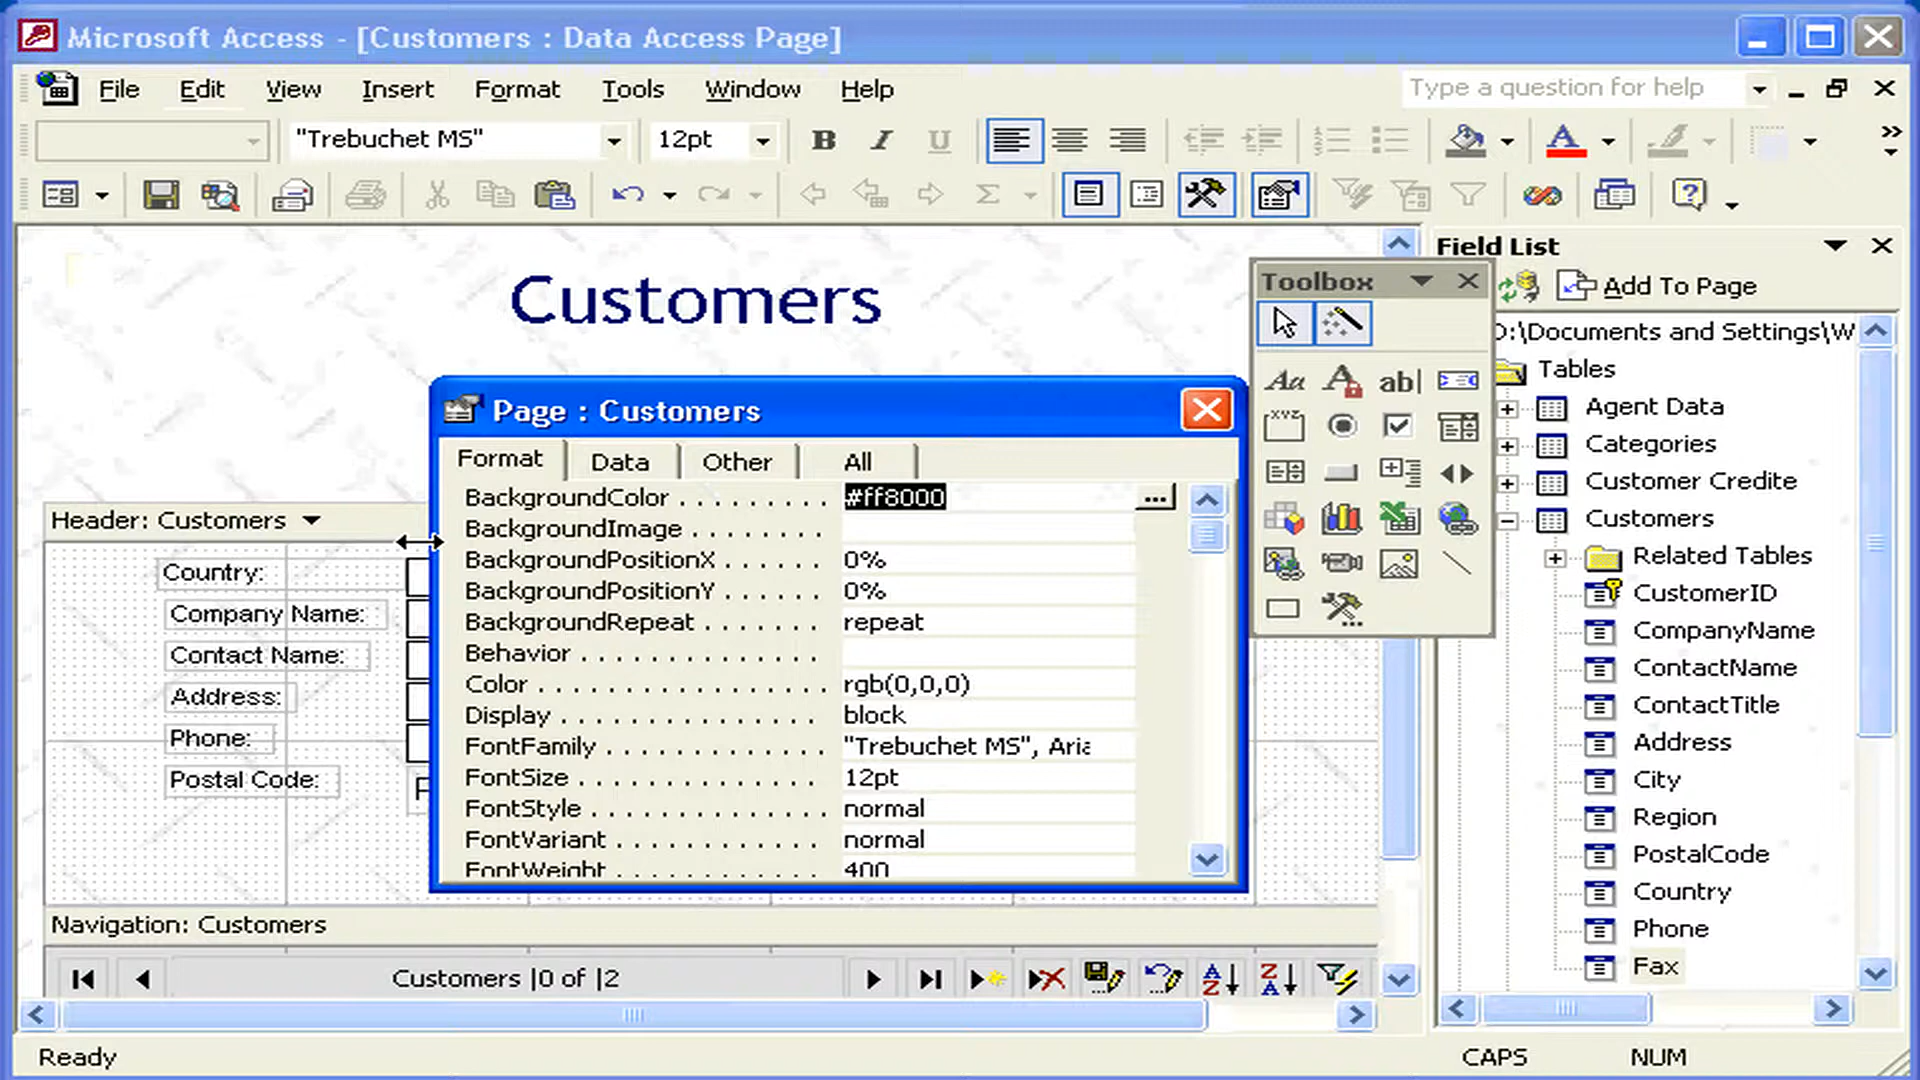 Microsoft Access - [Customers : Data Access Page]
File Edit View Insert Format Tools Window Help
Type a question for help
"Trebuchet MS" 12pt B I U
Customers
Header: Customers
Country:
Company Name:
Contact Name:
Address:
Phone:
Postal Code:
Page : Customers
Format Data Other All
BackgroundColor . . . . . . . . . #ff8000 ...
BackgroundImage . . . . . . . .
BackgroundPositionX . . . . . . 0%
BackgroundPositionY . . . . . . 0%
BackgroundRepeat . . . . . . . repeat
Behavior . . . . . . . . . . . . . .
Color . . . . . . . . . . . . . . . . . rgb(0,0,0)
Display . . . . . . . . . . . . . . . block
FontFamily . . . . . . . . . . . . . "Trebuchet MS", Aria
FontSize . . . . . . . . . . . . . . 12pt
FontStyle . . . . . . . . . . . . . normal
FontVariant . . . . . . . . . . . . normal
FontWeight . . . . . . . . . . . . 400
Navigation: Customers
Customers |0 of |2
Toolbox
Aa A ab|
xyz
Field List
Add To Page
D:\Documents and Settings\W
Tables
Agent Data
Categories
Customer Credite
Customers
Related Tables
CustomerID
CompanyName
ContactName
ContactTitle
Address
City
Region
PostalCode
Country
Phone
Fax
Ready CAPS NUM